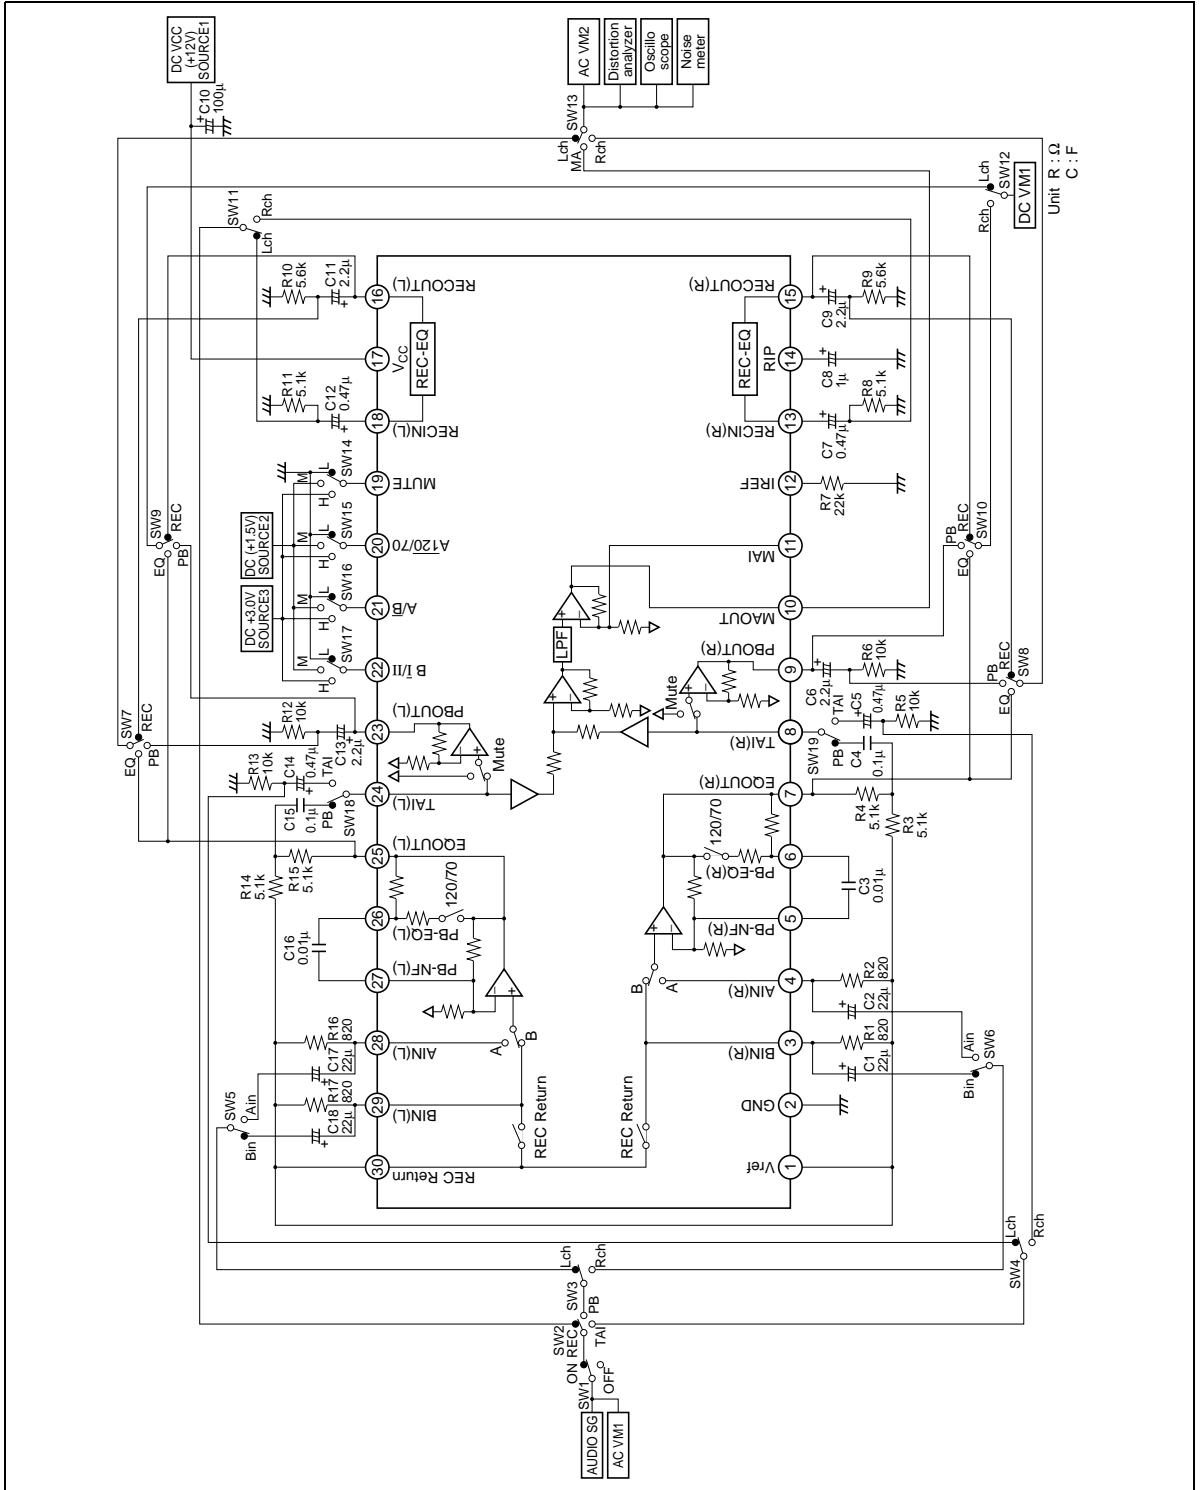 DC VCC
(+12V)
SOURCE1
C10
100μ
+
AC VM2
Distortion
analyzer
Oscillo
scope
Noise
meter
SW13
Lch
MA
Rch
SW11
Lch
Rch
Lch
SW12
Rch
DC VM1
Unit R : Ω
C : F
R10
5.6k
C11
2.2μ
+
16
RECOUT(L)
17
VCC
REC-EQ
R11
5.1k
C12
0.47μ
+
18
RECIN(L)
15
RECOUT(R)
C9
2.2μ
+
R9
5.6k
14
RIP
REC-EQ
C8
1μ
+
13
RECIN(R)
C7
0.47μ
+
R8
5.1k
12
IREF
R7
22k
SW14
M
L
H
19
MUTE
DC (+1.5V)
SOURCE2
SW15
M
L
H
20
A120/70
DC +3.0V
SOURCE3
SW16
M
L
H
21
A/B
SW17
M
L
H
22
B I/II
SW9
REC
EQ
PB
SW10
PB
REC
EQ
11
MAI
10
MAOUT
LPF
+
−
+
−
9
PBOUT(R)
C6
2.2μ
+
R6
10k
Mute
+
−
8
TAI(R)
TAI
SW19
PB
C5
0.47μ
+
R5
10k
C4
0.1μ
PB
REC
SW8
EQ
SW7
REC
EQ
PB
R12
10k
C13
2.2μ
+
23
PBOUT(L)
Mute
+
−
R13
10k
C14
0.47μ
+
TAI
C15
0.1μ
PB
SW18
24
TAI(L)
R14
5.1k
R15
5.1k
25
EQOUT(L)
26
PB-EQ(L)
120/70
C16
0.01μ
27
PB-NF(L)
−
+
7
EQOUT(R)
R4
5.1k
R3
5.1k
6
PB-EQ(R)
120/70
C3
0.01μ
5
PB-NF(R)
+
−
R16
820
C17
22μ
+
28
AIN(L)
A
B
R17
820
C18
22μ
+
29
BIN(L)
SW5
Ain
Bin
REC Return
30
REC Return
B
A
4
AIN(R)
R2
820
C2
22μ
+
3
BIN(R)
R1
820
C1
22μ
+
Ain
Bin
SW6
REC Return
2
GND
1
Vref
Lch
SW3
Rch
PB
SW2
REC
TAI
Lch
Rch
SW4
ON
SW1
OFF
AUDIO SG
AC VM1